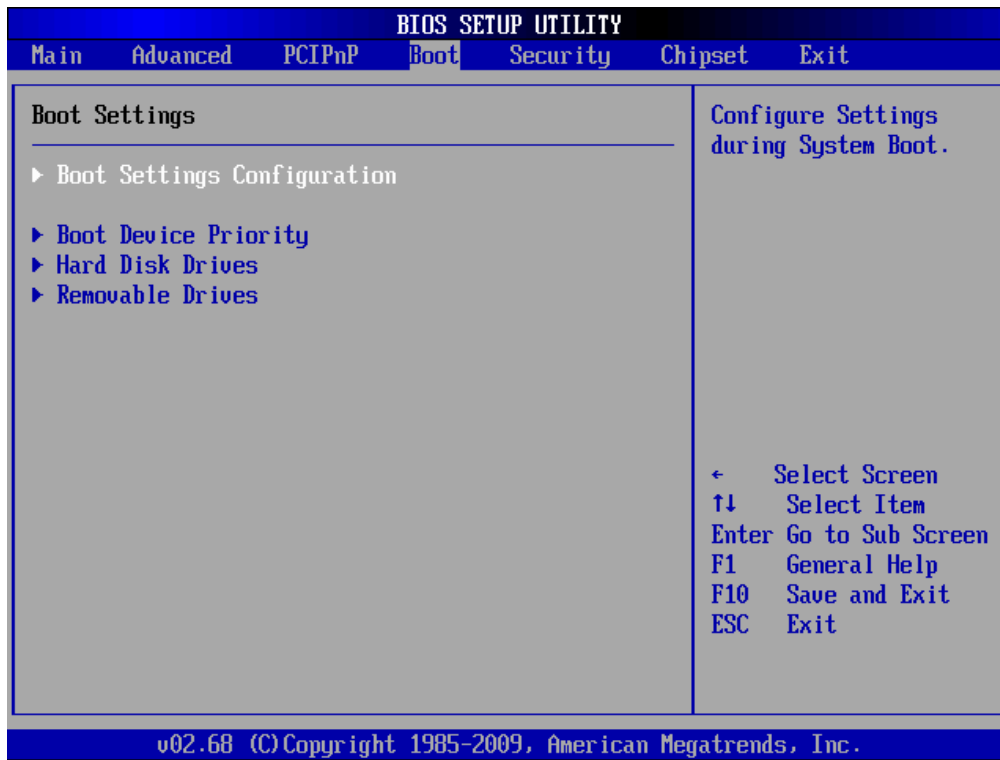 BIOS SETUP UTILITY
Main Advanced PCIPnP Boot Security Chipset Exit
Boot Settings
▶ Boot Settings Configuration
▶ Boot Device Priority
▶ Hard Disk Drives
▶ Removable Drives
Configure Settings
during System Boot.
← Select Screen
↑↓ Select Item
Enter Go to Sub Screen
F1 General Help
F10 Save and Exit
ESC Exit
v02.68 (C)Copyright 1985-2009, American Megatrends, Inc.